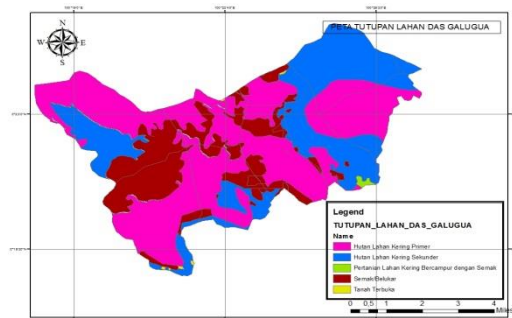 PETA TUTUPAN LAHAN DAS GALUGUA
N
W
E
S
Legend
TUTUPAN_LAHAN_DAS_GALUGUA
Name
Hutan Lahan Kering Primer
Hutan Lahan Kering Sekunder
Pertanian Lahan Kering Bercampur dengan Semak
Semak/Belukar
Tanah Terbuka
0 0,5 1 2 3 4
Miles